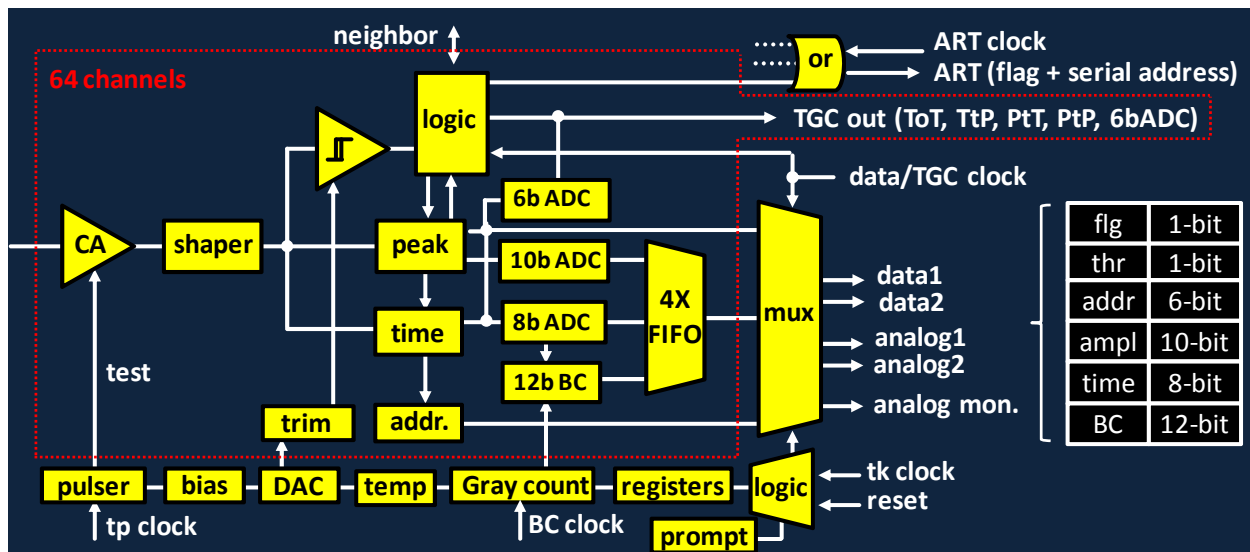 neighbor
ART clock
or
ART (flag + serial address)
64 channels
logic
TGC out (ToT, TtP, PtT, PtP, 6bADC)
data/TGC clock
6b ADC
CA
shaper
peak
10b ADC
4X
FIFO
mux
time
8b ADC
12b BC
data1
data2
analog1
analog2
analog mon.
test
trim
addr.
flg 1-bit
thr 1-bit
addr 6-bit
ampl 10-bit
time 8-bit
BC 12-bit
pulser
bias
DAC
temp
Gray count
registers
logic
tk clock
reset
tp clock
BC clock
prompt